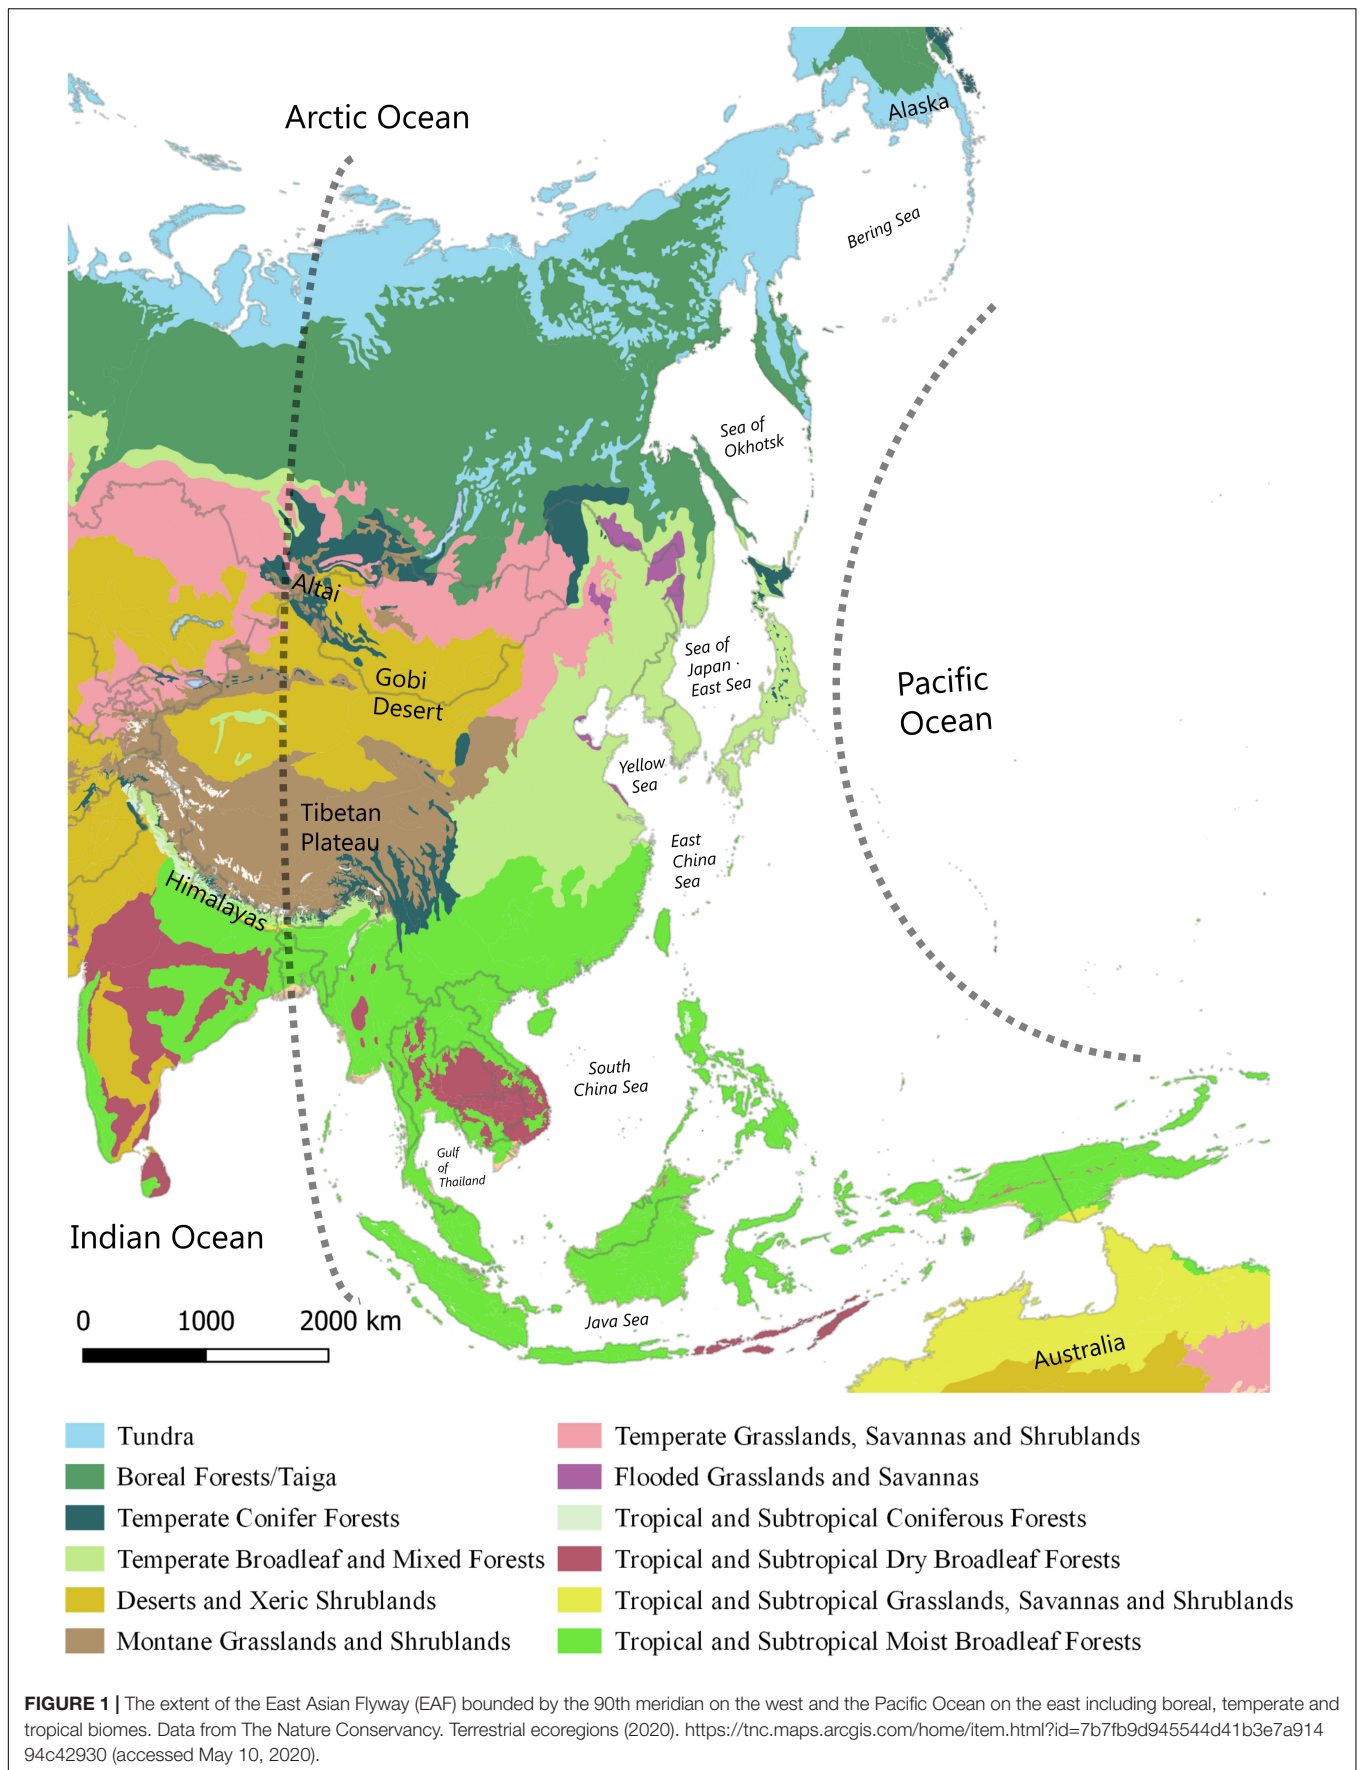 Arctic Ocean
Alaska
Bering Sea
Sea of
Okhotsk
Altai
Gobi
Desert
Sea of
Japan ·
East Sea
Pacific
Ocean
Yellow
Sea
Tibetan
Plateau
East
China
Sea
Himalayas
South
China Sea
Gulf
of
Thailand
Indian Ocean
Java Sea
0 1000 2000 km
Australia
Tundra
Boreal Forests/Taiga
Temperate Conifer Forests
Temperate Broadleaf and Mixed Forests
Deserts and Xeric Shrublands
Montane Grasslands and Shrublands
Temperate Grasslands, Savannas and Shrublands
Flooded Grasslands and Savannas
Tropical and Subtropical Coniferous Forests
Tropical and Subtropical Dry Broadleaf Forests
Tropical and Subtropical Grasslands, Savannas and Shrublands
Tropical and Subtropical Moist Broadleaf Forests
FIGURE 1 | The extent of the East Asian Flyway (EAF) bounded by the 90th meridian on the west and the Pacific Ocean on the east including boreal, temperate and
tropical biomes. Data from The Nature Conservancy. Terrestrial ecoregions (2020). https://tnc.maps.arcgis.com/home/item.html?id=7b7fb9d945544d41b3e7a914
94c42930 (accessed May 10, 2020).